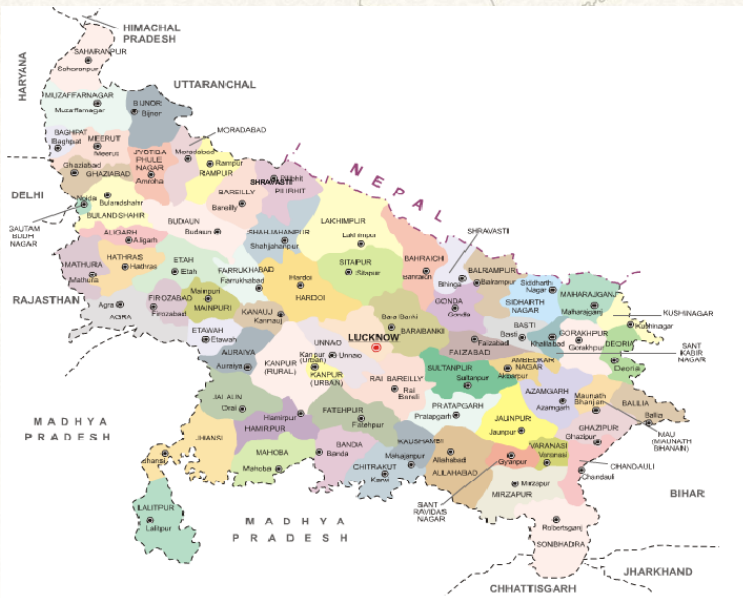 HIMACHAL
PRADESH
SAHAIRANPUR
Saharanpur
HARYANA
UTTARANCHAL
MUZAFFARNAGAR
Muzaffarnagar
BIJNOR
Bijnor
MORADABAD
Moradabad
BAGHPAT
Baghpat
MEERUT
Meerut
JYOTIBA
PHULE
NAGAR
Amroha
Rampur
RAMPUR
Ghaziabad
GHAZIABAD
SHRAVASTI
Pilibhit
PILIBHIT
NEPAL
DELHI
Noida
Bulandshahr
BULANDSHAHR
BAREILLY
Bareilly
GAUTAM
BUDH
NAGAR
BUDAUN
Budaun
SHAHJAHANPUR
Shahjahanpur
LAKHIMPUR
Lakhimpur
SHRAVASTI
ALIGARH
Aligarh
HATHRAS
Hathras
MATHURA
Mathura
ETAH
Etah
FARRUKHABAD
Farrukhabad
Hardoi
HARDOI
SITAPUR
Sitapur
BAHRAICH
Bahraich
Bhinga
BALRAMPUR
Balrampur
Siddharth
Nagar
SIDHARTH
NAGAR
MAHARAJGANJ
Maharajganj
RAJASTHAN
Agra
AGRA
FIROZABAD
Firozabad
Mainpuri
MAINPURI
KANAUJ
Kannauj
GONDA
Gonda
KUSHINAGAR
Kushinagar
ETAWAH
Etawah
LUCKNOW
Bara Banki
BARABANKI
Faizabad
FAIZABAD
BASTI
Basti
Khalilabad
GORAKHPUR
Gorakhpur
DEORIA
Deoria
SANT
KABIR
NAGAR
AURAIYA
Auraiya
KANPUR
(RURAL)
UNNAO
Unnao
Kanpur
(Urban)
KANPUR
(URBAN)
RAI BAREILLY
Rai
Bareli
SULTANPUR
Sultanpur
AMBEDKAR
NAGAR
Akbarpur
AZAMGARH
Azamgarh
Maunath
Bhanjan
BALILIA
Ballia
MAU
(MAUNATH
BHANAIN)
MADHYA
PRADESH
JALAUN
Orai
Hamirpur
HAMIRPUR
FATEHPUR
Fatehpur
PRATAPGARH
Pratapgarh
JAUNPUR
Jaunpur
GHAZIPUR
Ghazipur
JHANSI
Jhansi
MAHOBA
Mahoba
BANDA
Banda
KAUSHAMBI
Mahajanpur
CHITRAKUT
Karwi
Allahabad
ALLAHABAD
Gyanpur
VARANASI
Varanasi
CHANDAULI
Chandauli
BIHAR
Mirzapur
MIRZAPUR
SANT
RAVIDAS
NAGAR
LALITPUR
Lalitpur
MADHYA
PRADESH
Robertsganj
SONBHADRA
CHHATTISGARH
JHARKHAND